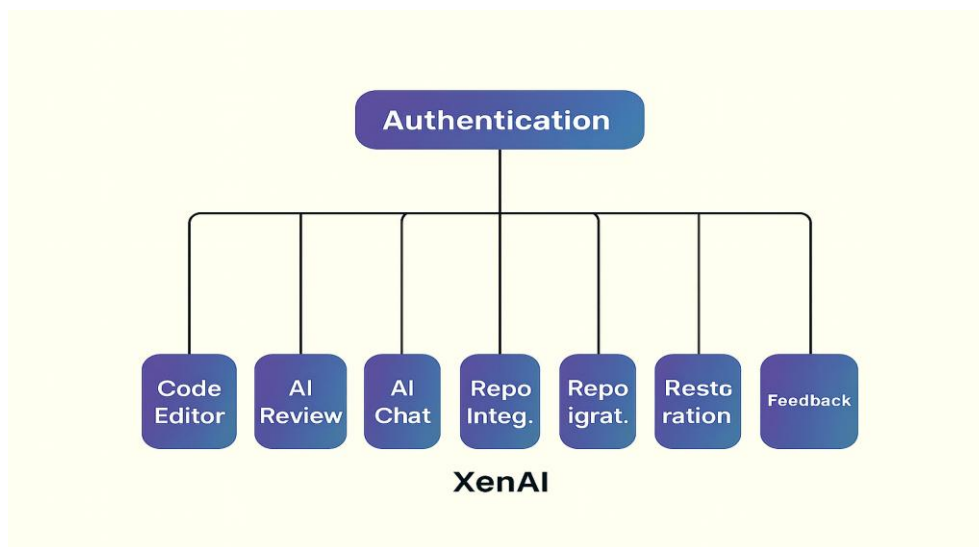 Authentication
Code
Editor
AI
Review
AI
Chat
Repo
Integ.
Repo
igrat.
Resto
ration
Feedback
XenAI